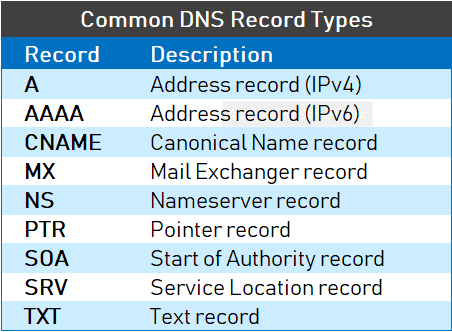 Common DNS Record Types
Record Description
A Address record (IPv4)
AAAA Address record (IPv6)
CNAME Canonical Name record
MX Mail Exchanger record
NS Nameserver record
PTR Pointer record
SOA Start of Authority record
SRV Service Location record
TXT Text record